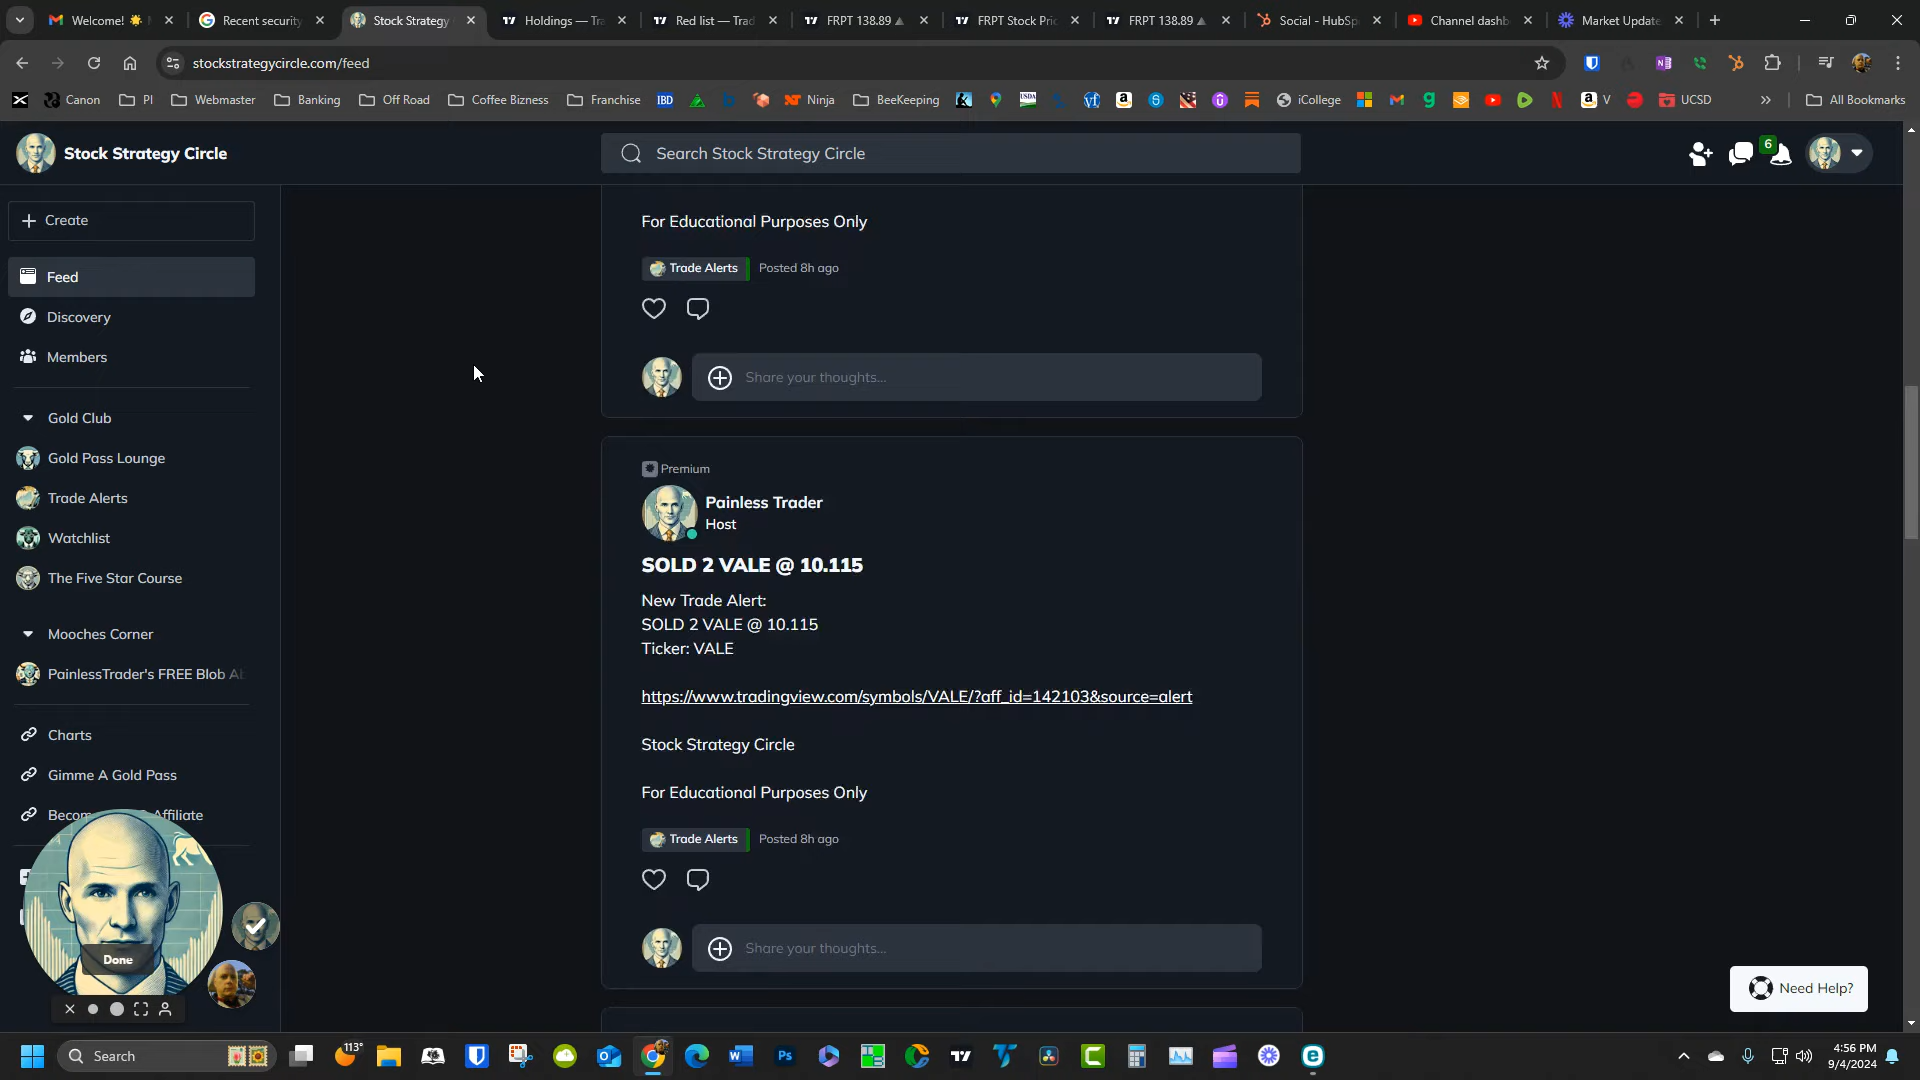 Welcome! ☀️
Recent security
Stock Strategy
Holdings — Tra
Red list — Trad
FRPT 138.89 ▲
FRPT Stock Pric
FRPT 138.89 ▲
Social - HubSp
Channel dashb
Market Update
stockstrategycircle.com/feed
Canon
PI
Webmaster
Banking
Off Road
Coffee Bizness
Franchise
IBD
Ninja
BeeKeeping
iCollege
V
UCSD
All Bookmarks
Stock Strategy Circle
Search Stock Strategy Circle
6
Create
Feed
Discovery
Members
Gold Club
Gold Pass Lounge
Trade Alerts
Watchlist
The Five Star Course
Mooches Corner
PainlessTrader's FREE Blob
Charts
Gimme A Gold Pass
Affiliate
Done
For Educational Purposes Only
Trade Alerts
Posted 8h ago
Share your thoughts...
Premium
Painless Trader
Host
SOLD 2 VALE @ 10.115
New Trade Alert:
SOLD 2 VALE @ 10.115
Ticker: VALE
https://www.tradingview.com/symbols/VALE/?aff_id=142103&source=alert
Stock Strategy Circle
For Educational Purposes Only
Trade Alerts
Posted 8h ago
Share your thoughts...
Need Help?
Search
113°
4:56 PM
9/4/2024